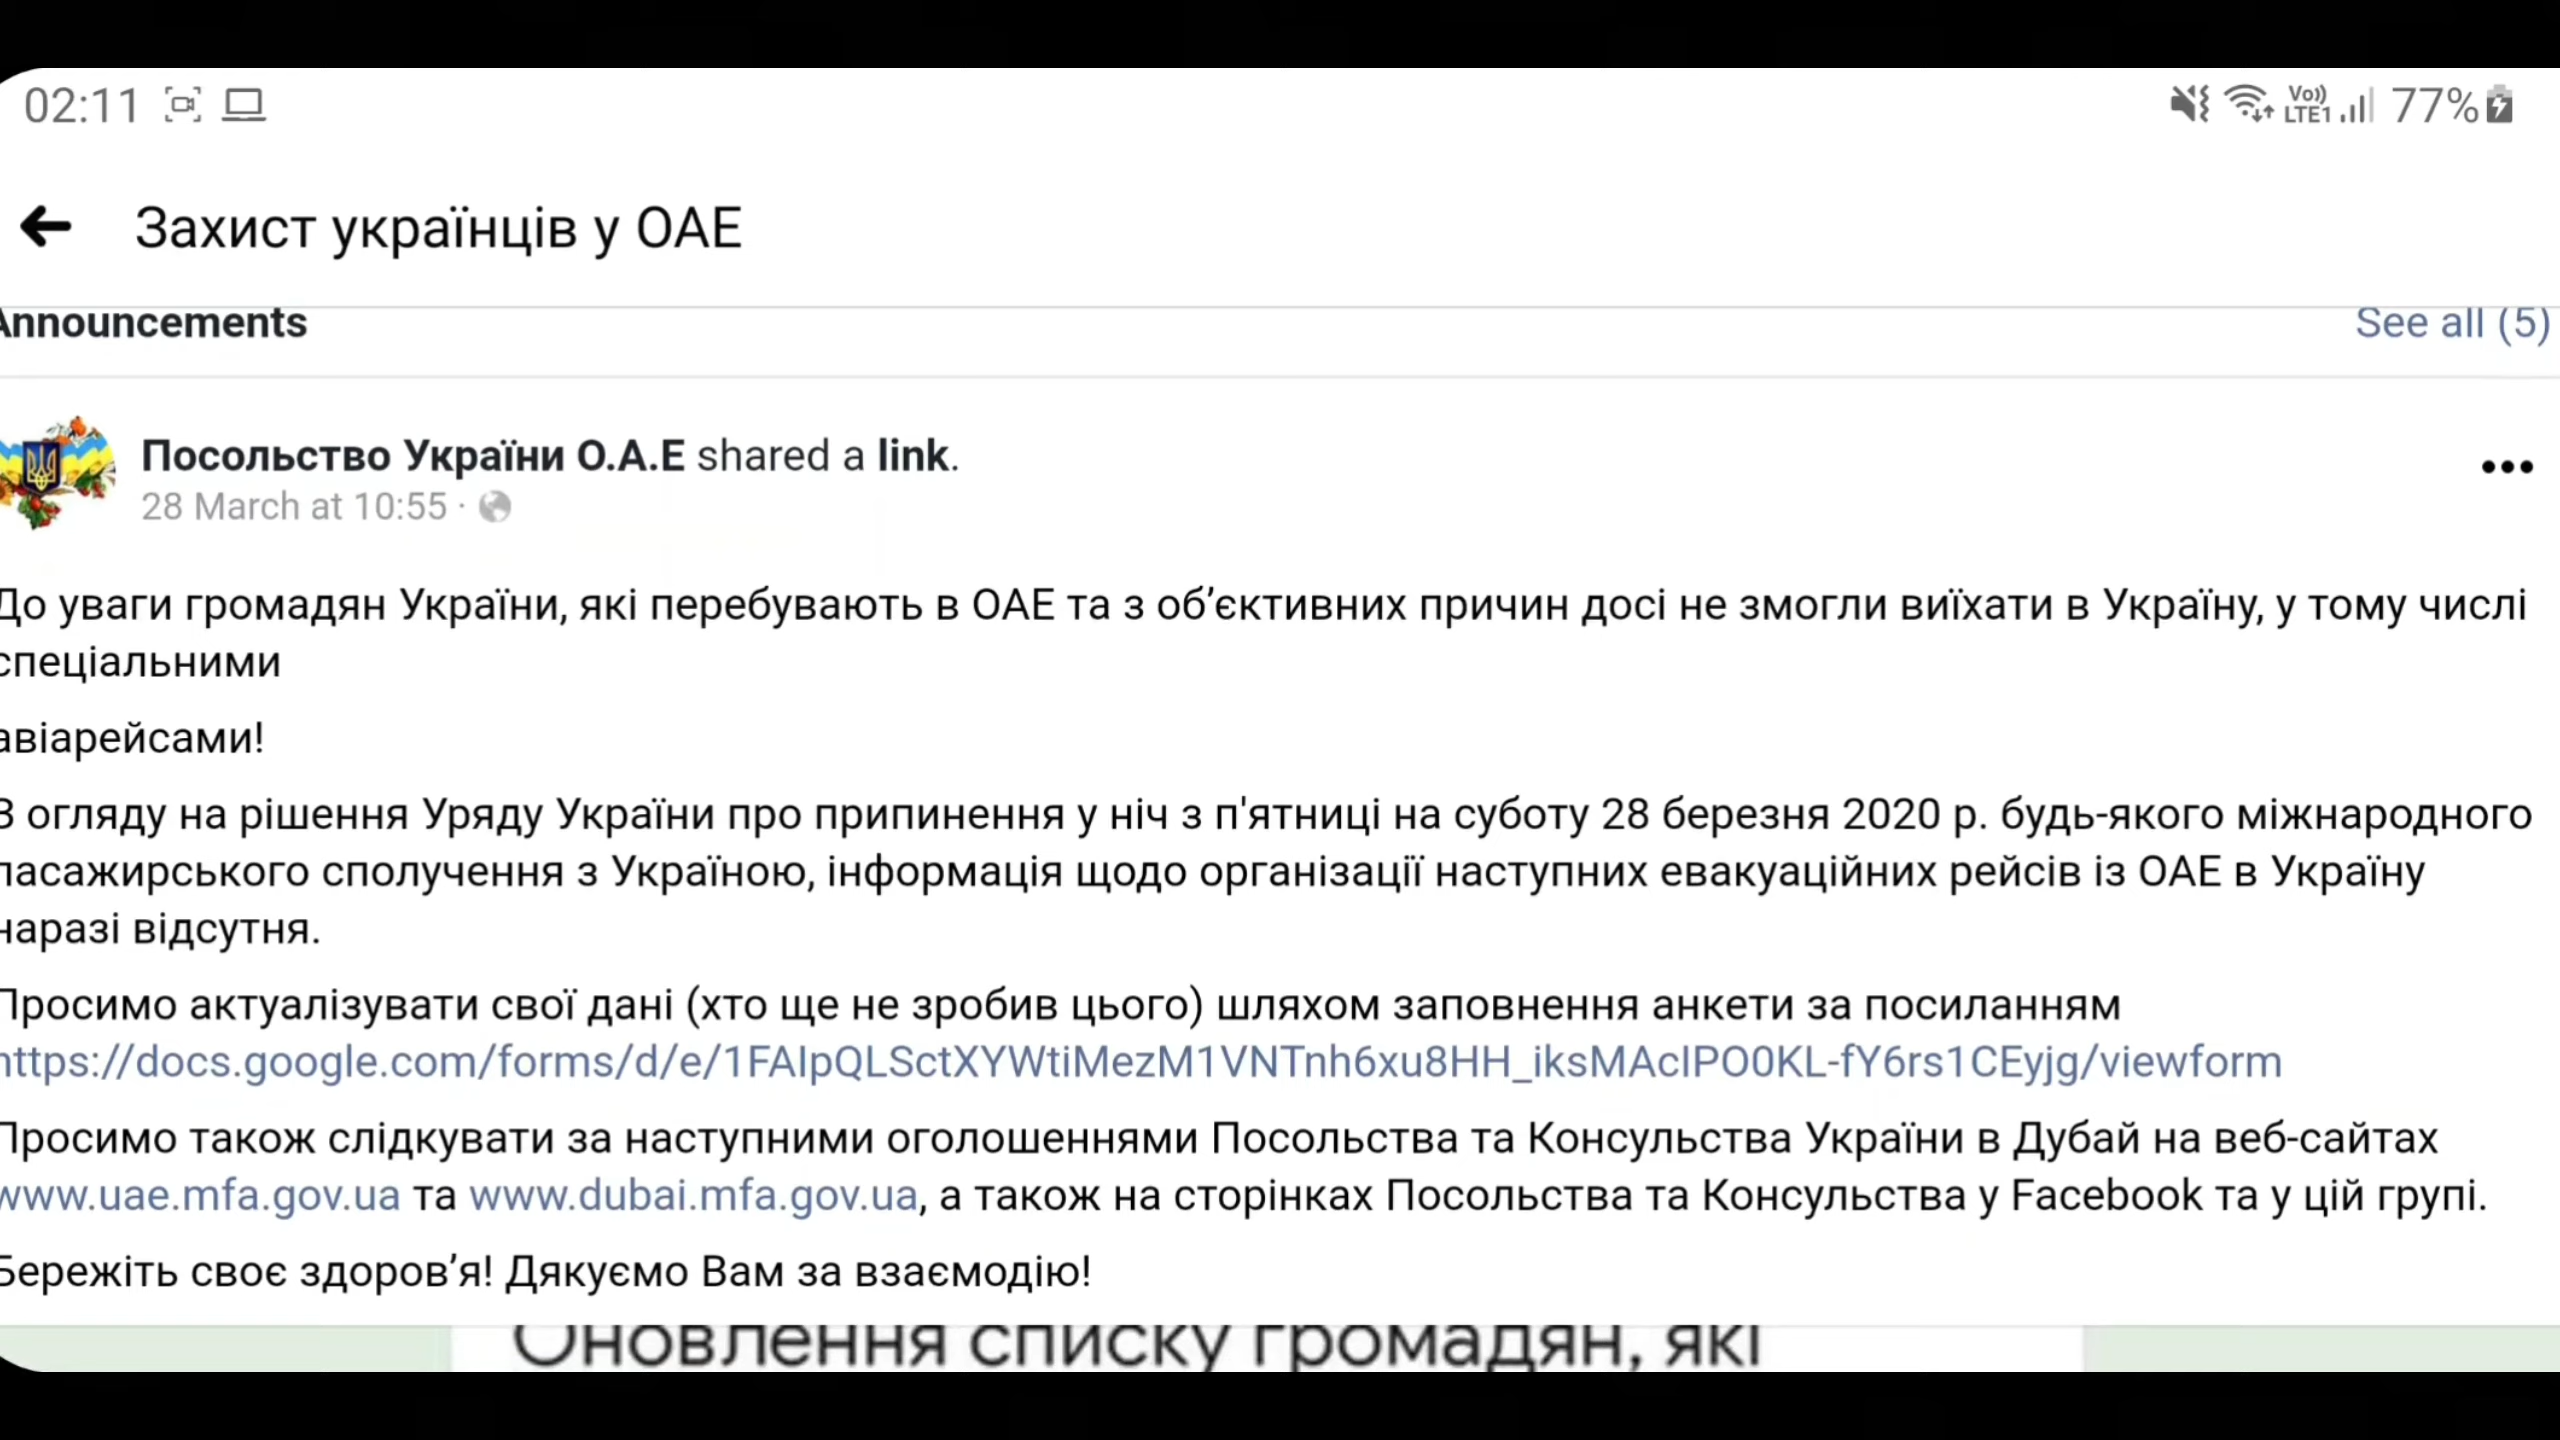 02:11 Vo)) LTE1 77%
Захист українців у ОАЕ
Announcements See all (5)
Посольство України О.А.Е shared a link.
28 March at 10:55 ·
До уваги громадян України, які перебувають в ОАЕ та з об’єктивних причин досі не змогли виїхати в Україну, у тому числі
спеціальними
авіарейсами!
З огляду на рішення Уряду України про припинення у ніч з п'ятниці на суботу 28 березня 2020 р. будь-якого міжнародного
пасажирського сполучення з Україною, інформація щодо організації наступних евакуаційних рейсів із ОАЕ в Україну
наразі відсутня.
Просимо актуалізувати свої дані (хто ще не зробив цього) шляхом заповнення анкети за посиланням
https://docs.google.com/forms/d/e/1FAIpQLSctXYWtiMezM1VNTnh6xu8HH_iksMAcIPO0KL-fY6rs1CEyjg/viewform
Просимо також слідкувати за наступними оголошеннями Посольства та Консульства України в Дубай на веб-сайтах
www.uae.mfa.gov.ua та www.dubai.mfa.gov.ua, а також на сторінках Посольства та Консульства у Facebook та у цій групі.
Бережіть своє здоров’я! Дякуємо Вам за взаємодію!
Оновлення списку громадян, які